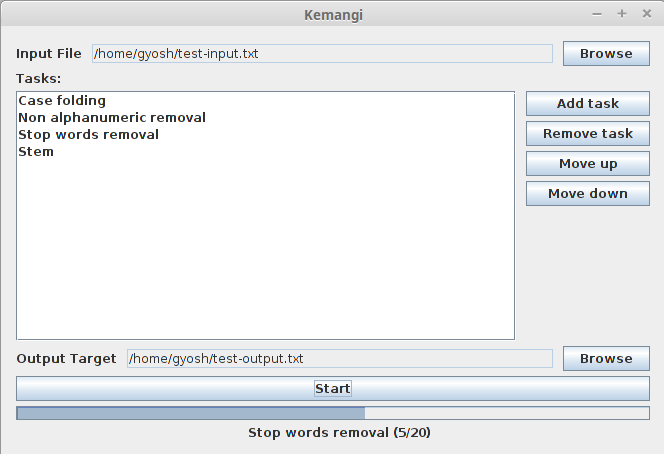 Kemangi
Input File /home/gyosh/test-input.txt Browse
Tasks:
Case folding
Non alphanumeric removal
Stop words removal
Stem
Add task
Remove task
Move up
Move down
Output Target /home/gyosh/test-output.txt Browse
Start
Stop words removal (5/20)